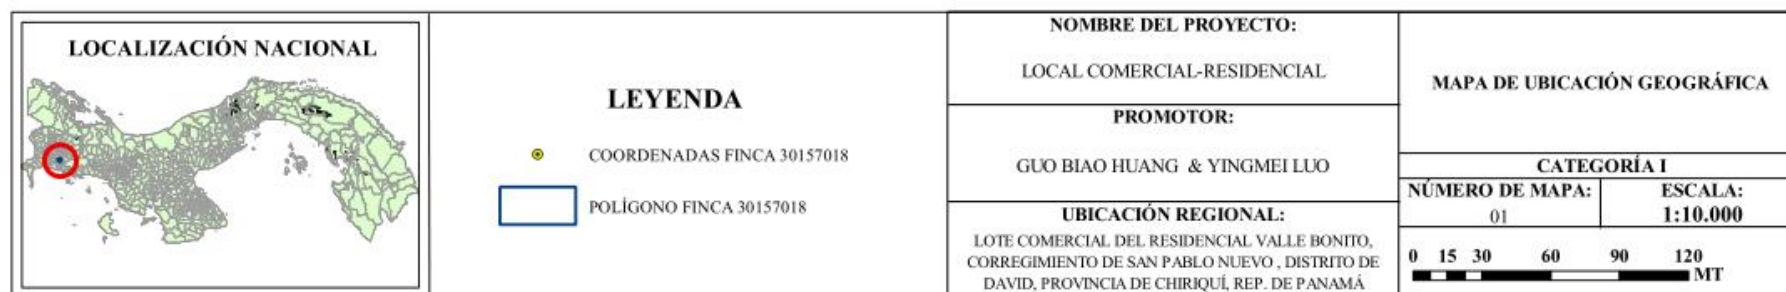 LOCALIZACIÓN NACIONAL
LEYENDA
COORDENADAS FINCA 30157018
POLÍGONO FINCA 30157018
NOMBRE DEL PROYECTO:
LOCAL COMERCIAL-RESIDENCIAL
PROMOTOR:
GUO BIAO HUANG & YINGMEI LUO
UBICACIÓN REGIONAL:
LOTE COMERCIAL DEL RESIDENCIAL VALLE BONITO,
CORREGIMIENTO DE SAN PABLO NUEVO , DISTRITO DE
DAVID, PROVINCIA DE CHIRIQUÍ, REP. DE PANAMÁ
MAPA DE UBICACIÓN GEOGRÁFICA
CATEGORÍA I
NÚMERO DE MAPA:
01
ESCALA:
1:10.000
0 15 30 60 90 120
MT